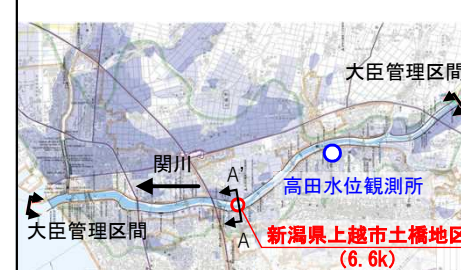 大臣管理区間
関川
A'
高田水位観測所
大臣管理区間
A
新潟県上越市土橋地区
(6.6k)